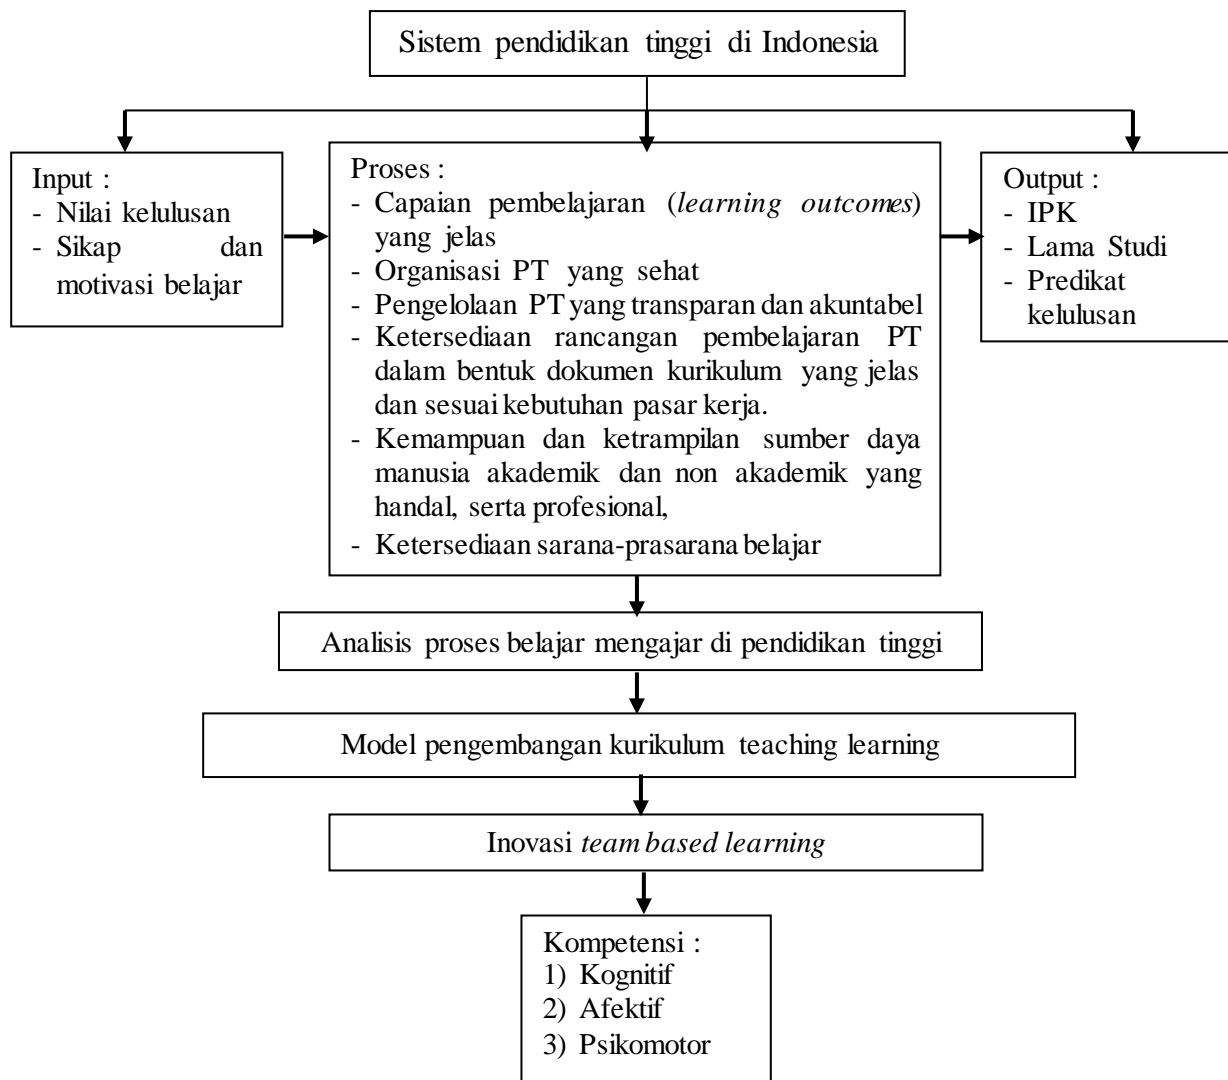 Sistem pendidikan tinggi di Indonesia
Input :
- Nilai kelulusan
- Sikap dan
motivasi belajar
Proses :
- Capaian pembelajaran (learning outcomes)
yang jelas
- Organisasi PT yang sehat
- Pengelolaan PT yang transparan dan akuntabel
- Ketersediaan rancangan pembelajaran PT
dalam bentuk dokumen kurikulum yang jelas
dan sesuai kebutuhan pasar kerja.
- Kemampuan dan ketrampilan sumber daya
manusia akademik dan non akademik yang
handal, serta profesional,
- Ketersediaan sarana-prasarana belajar
Output :
- IPK
- Lama Studi
- Predikat
kelulusan
Analisis proses belajar mengajar di pendidikan tinggi
Model pengembangan kurikulum teaching learning
Inovasi team based learning
Kompetensi :
1) Kognitif
2) Afektif
3) Psikomotor